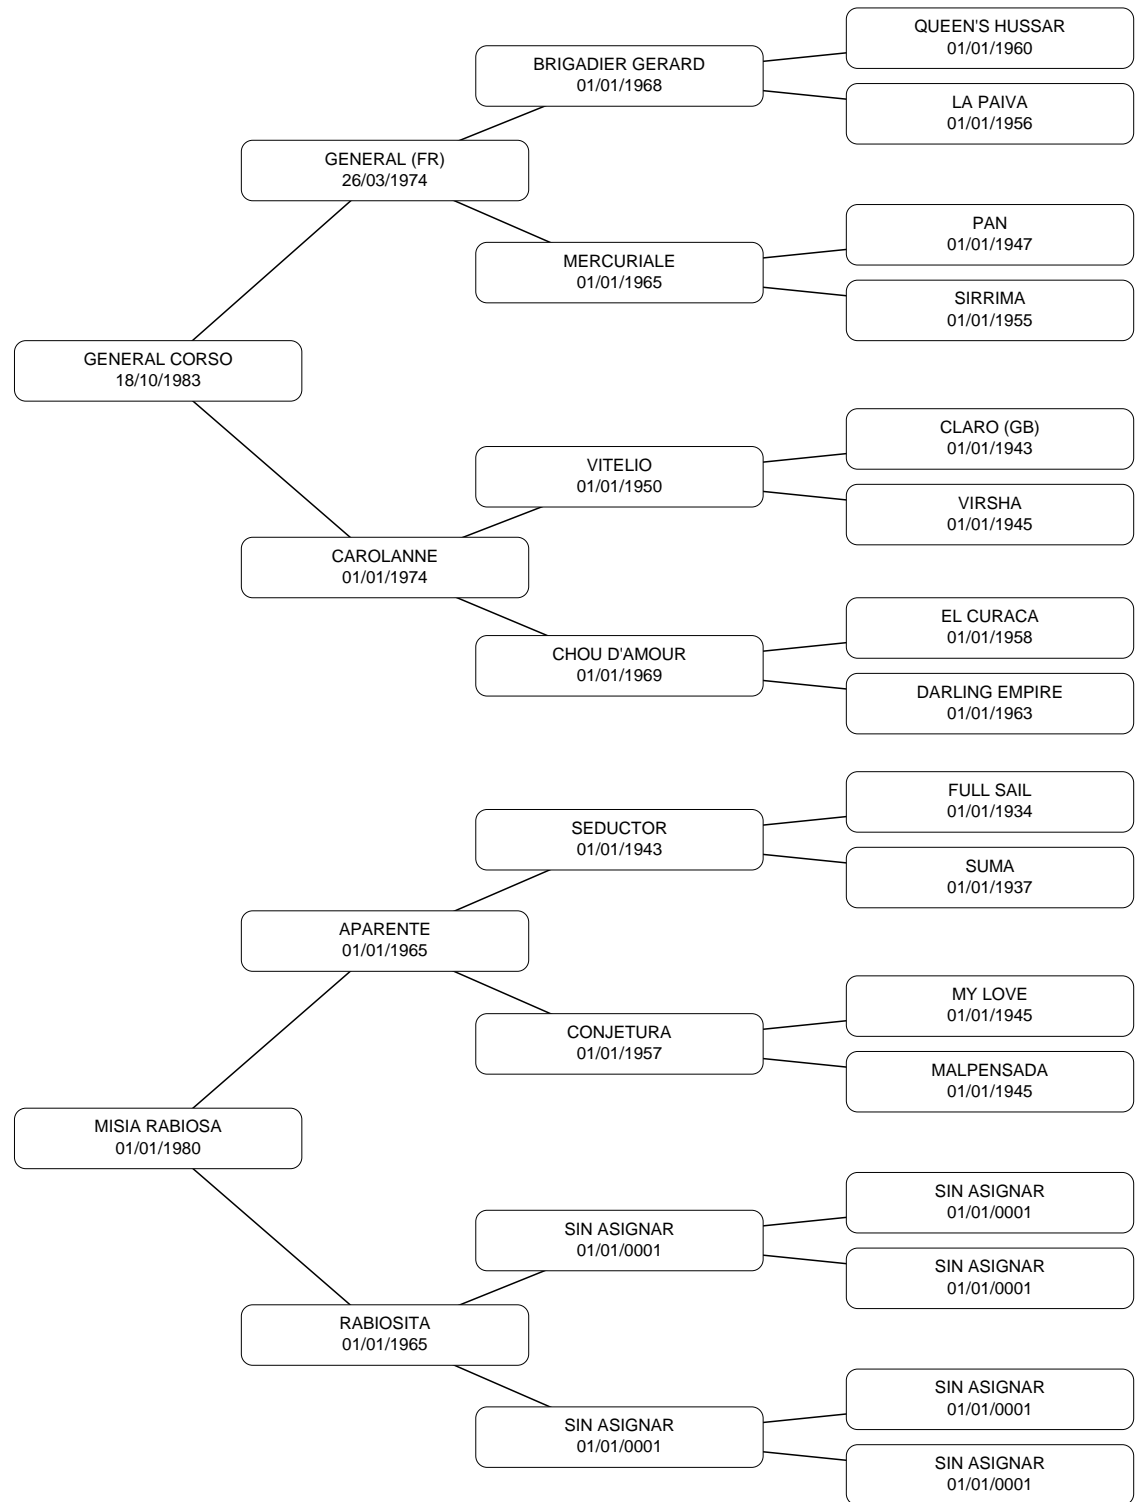 QUEEN'S HUSSAR
01/01/1960
BRIGADIER GERARD
01/01/1968
LA PAIVA
01/01/1956
GENERAL (FR)
26/03/1974
PAN
01/01/1947
MERCURIALE
01/01/1965
SIRRIMA
01/01/1955
GENERAL CORSO
18/10/1983
CLARO (GB)
01/01/1943
VITELIO
01/01/1950
VIRSHA
01/01/1945
CAROLANNE
01/01/1974
EL CURACA
01/01/1958
CHOU D'AMOUR
01/01/1969
DARLING EMPIRE
01/01/1963
FULL SAIL
01/01/1934
SEDUCTOR
01/01/1943
SUMA
01/01/1937
APARENTE
01/01/1965
MY LOVE
01/01/1945
CONJETURA
01/01/1957
MALPENSADA
01/01/1945
MISIA RABIOSA
01/01/1980
SIN ASIGNAR
01/01/0001
SIN ASIGNAR
01/01/0001
SIN ASIGNAR
01/01/0001
RABIOSITA
01/01/1965
SIN ASIGNAR
01/01/0001
SIN ASIGNAR
01/01/0001
SIN ASIGNAR
01/01/0001